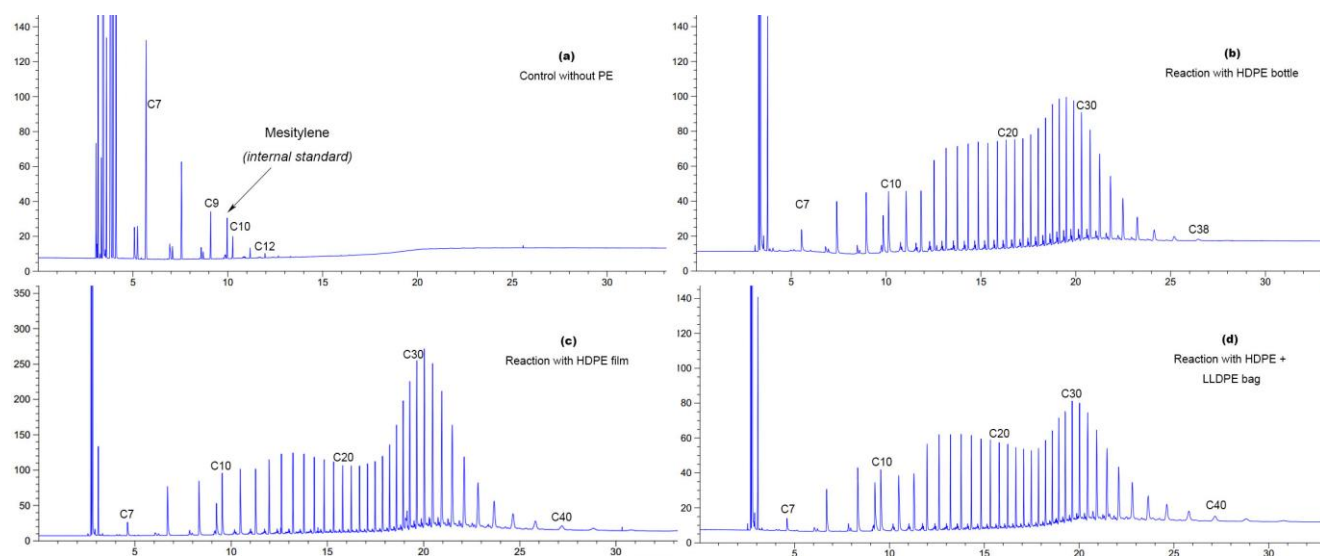 140
120
100
80
60
40
20
0
(a)
Control without PE
C7
Mesitylene
(internal standard)
C9
C10
C12
5
10
15
20
25
30
140
120
100
80
60
40
20
0
(b)
Reaction with HDPE bottle
C7
C10
C20
C30
C38
5
10
15
20
25
30
350
300
250
200
150
100
50
0
(c)
Reaction with HDPE film
C7
C10
C20
C30
C40
5
10
15
20
25
30
140
120
100
80
60
40
20
0
(d)
Reaction with HDPE +
LLDPE bag
C7
C10
C20
C30
C40
5
10
15
20
25
30